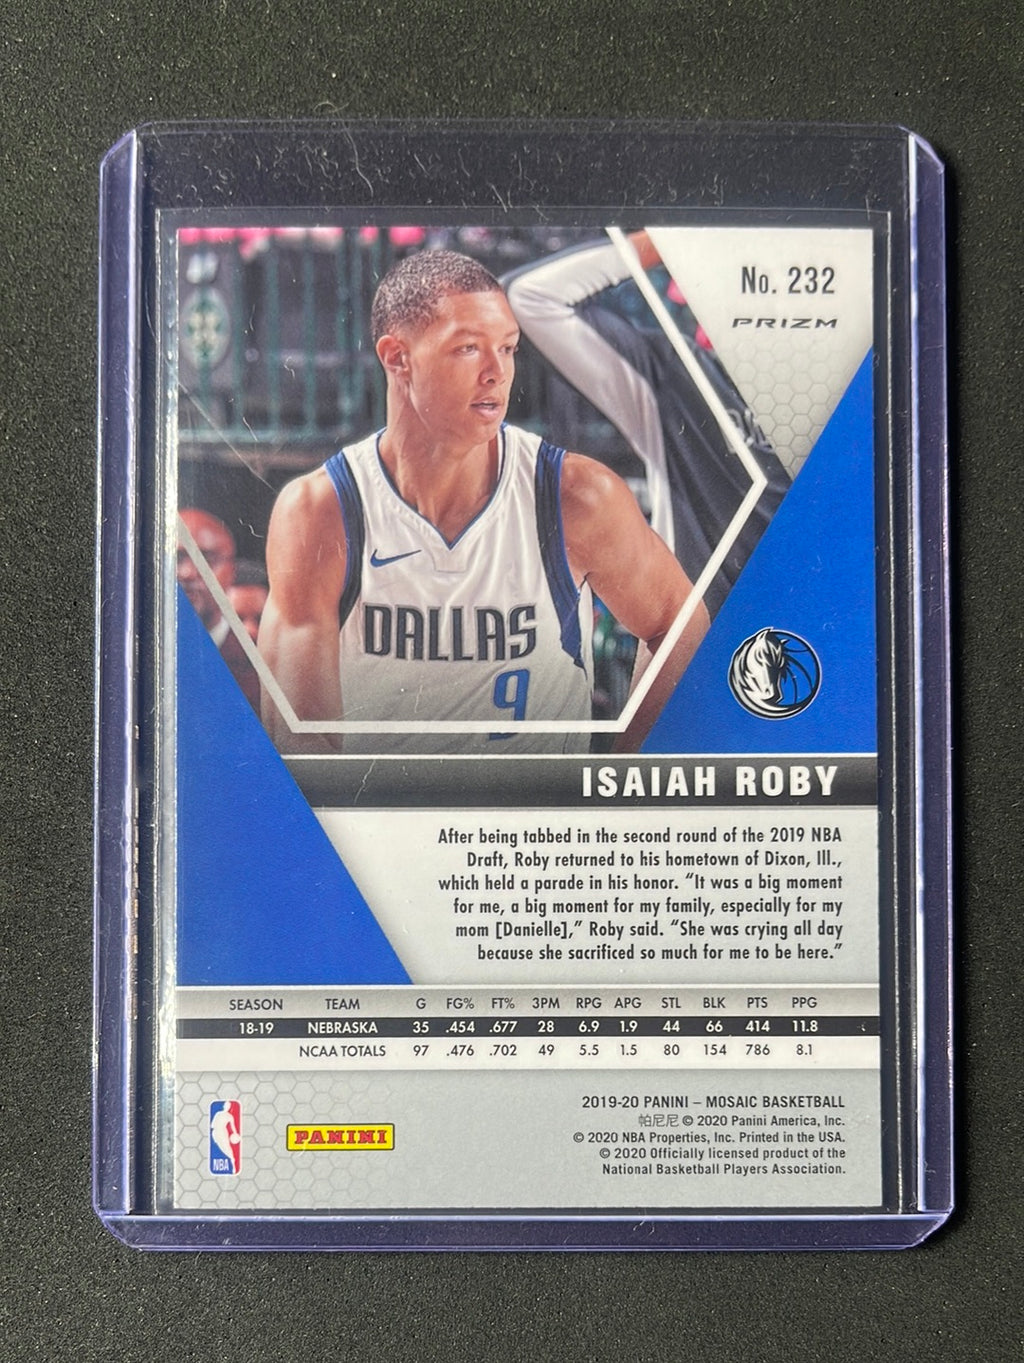 No. 232
PRIZM
DALLAS
9
ISAIAH ROBY
After being tabbed in the second round of the 2019 NBA
Draft, Roby returned to his hometown of Dixon, Ill.,
which held a parade in his honor. “It was a big moment
for me, a big moment for my family, especially for my
mom [Danielle],” Roby said. “She was crying all day
because she sacrificed so much for me to be here.”
SEASON TEAM G FG% FT% 3PM RPG APG STL BLK PTS PPG
18-19 NEBRASKA 35 .454 .677 28 6.9 1.9 44 66 414 11.8
NCAA TOTALS 97 .476 .702 49 5.5 1.5 80 154 786 8.1
2019-20 PANINI – MOSAIC BASKETBALL
帕尼尼 © 2020 Panini America, Inc.
© 2020 NBA Properties, Inc. Printed in the USA.
© 2020 Officially licensed product of the
National Basketball Players Association.
NBA
PANINI